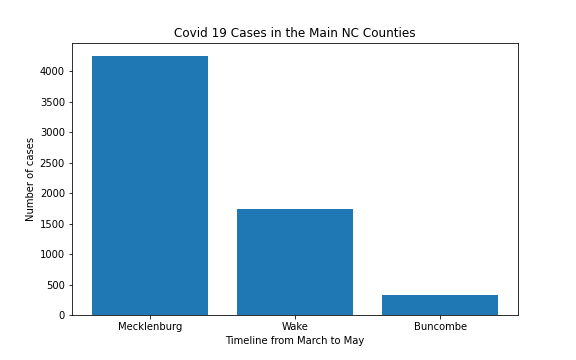 Covid 19 Cases in the Main NC Counties
4000
3500
3000
2500
2000
1500
1000
500
0
Number of cases
Mecklenburg Wake Buncombe
Timeline from March to May